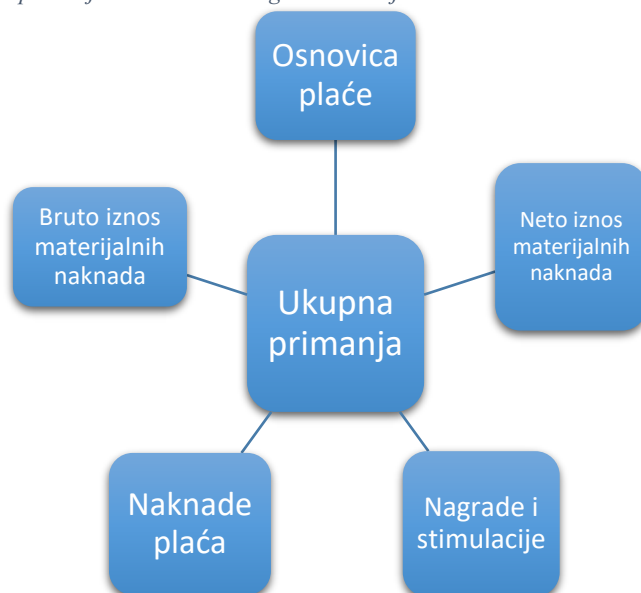 Osnovica
plaće
Bruto iznos
materijalnih
naknada
Neto iznos
materijalnih
naknada
Ukupna
primanja
Naknade
plaća
Nagrade i
stimulacije